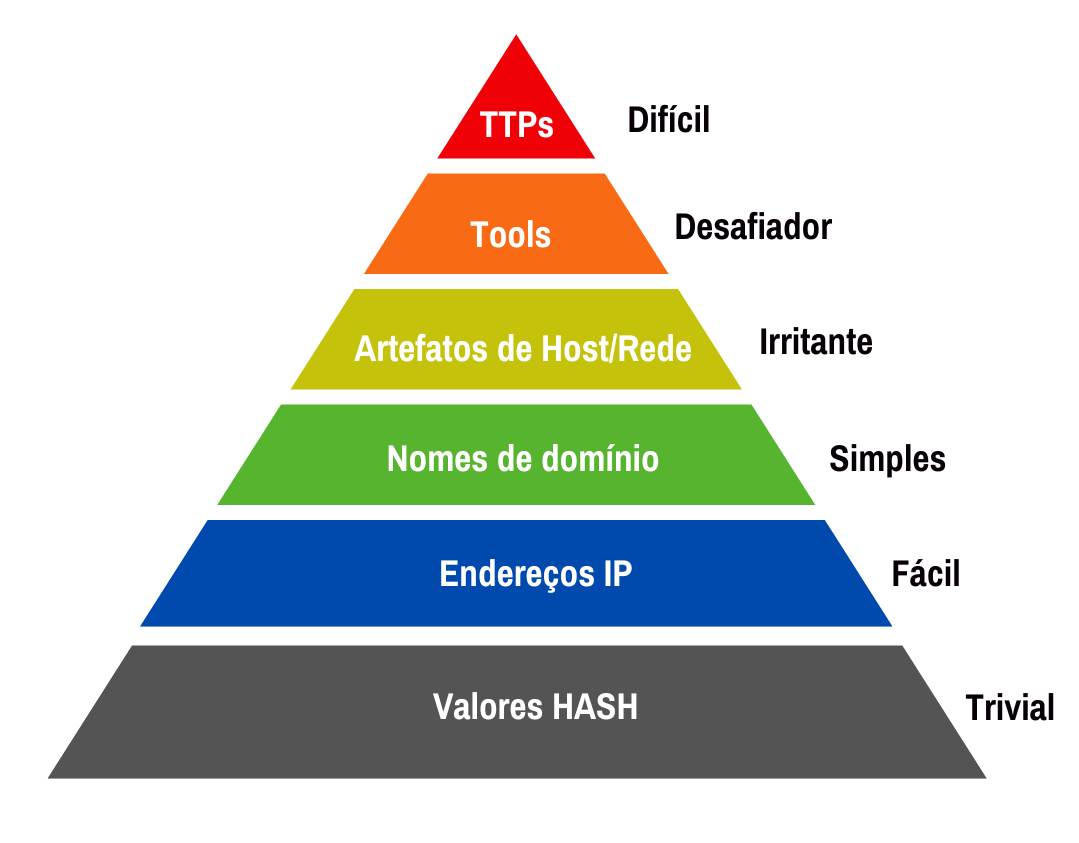 TTPs
Difícil
Tools
Desafiador
Artefatos de Host/Rede
Irritante
Nomes de domínio
Simples
Endereços IP
Fácil
Valores HASH
Trivial